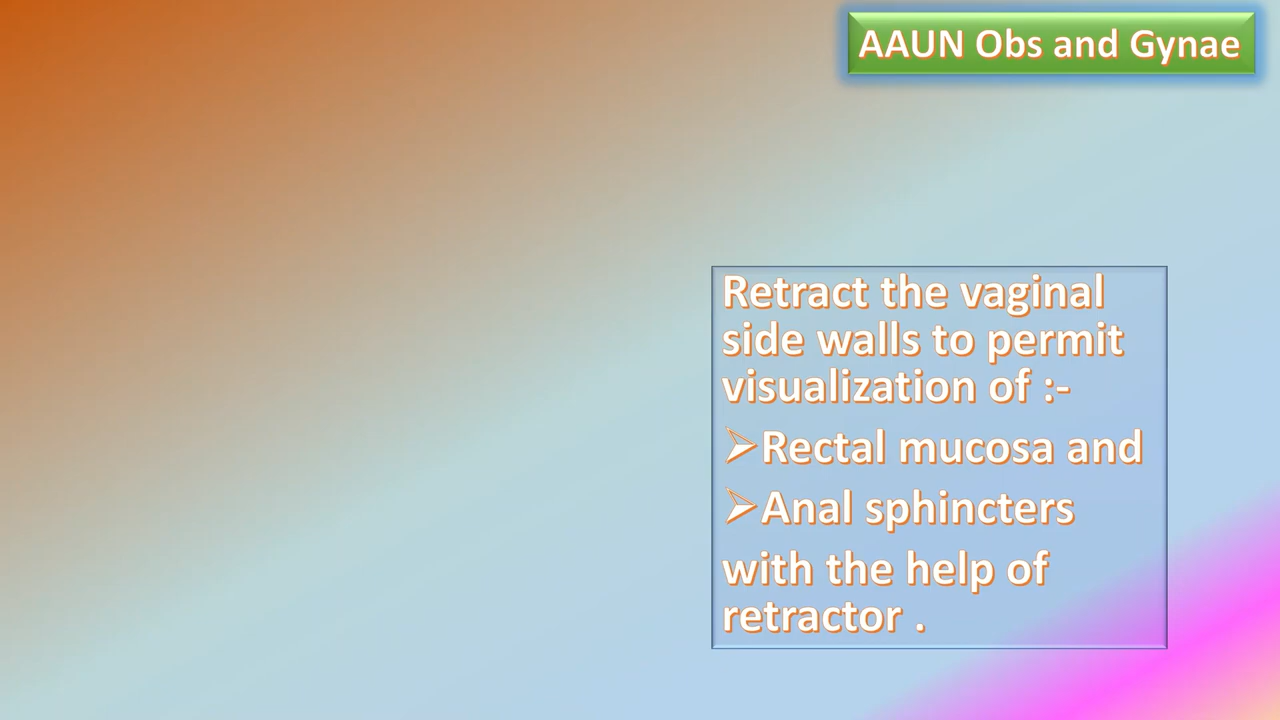 AAUN Obs and Gynae
Retract the vaginal
side walls to permit
visualization of :-
➢Rectal mucosa and
➢Anal sphincters
with the help of
retractor .